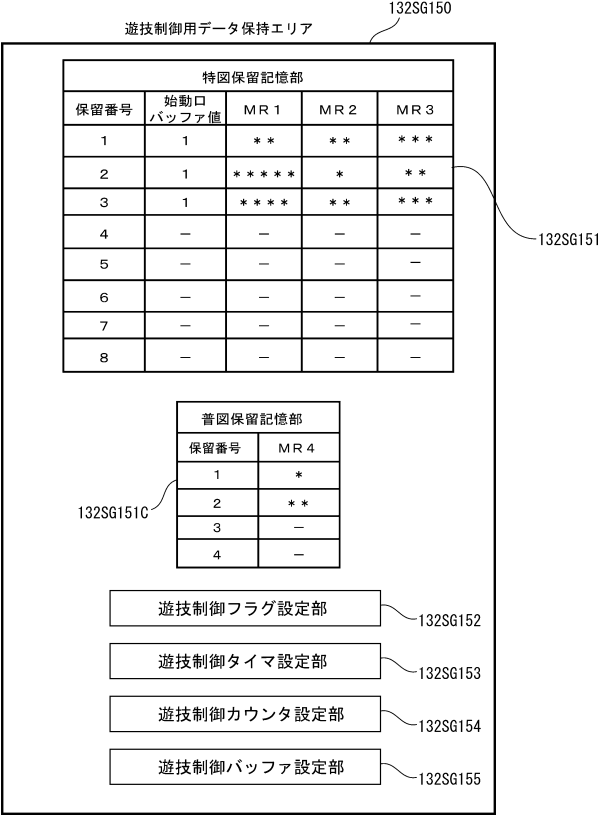 132SG150
遊技制御用データ保持エリア
特図保留記憶部
保留番号 始動口バッファ値 MR1 MR2 MR3
1 1 ** ** ***
2 1 ***** * **
3 1 **** ** ***
4 － － － －
5 － － － －
6 － － － －
7 － － － －
8 － － － －
132SG151
普図保留記憶部
保留番号 MR4
1 *
2 **
3 －
4 －
132SG151C
遊技制御フラグ設定部 132SG152
遊技制御タイマ設定部 132SG153
遊技制御カウンタ設定部 132SG154
遊技制御バッファ設定部 132SG155